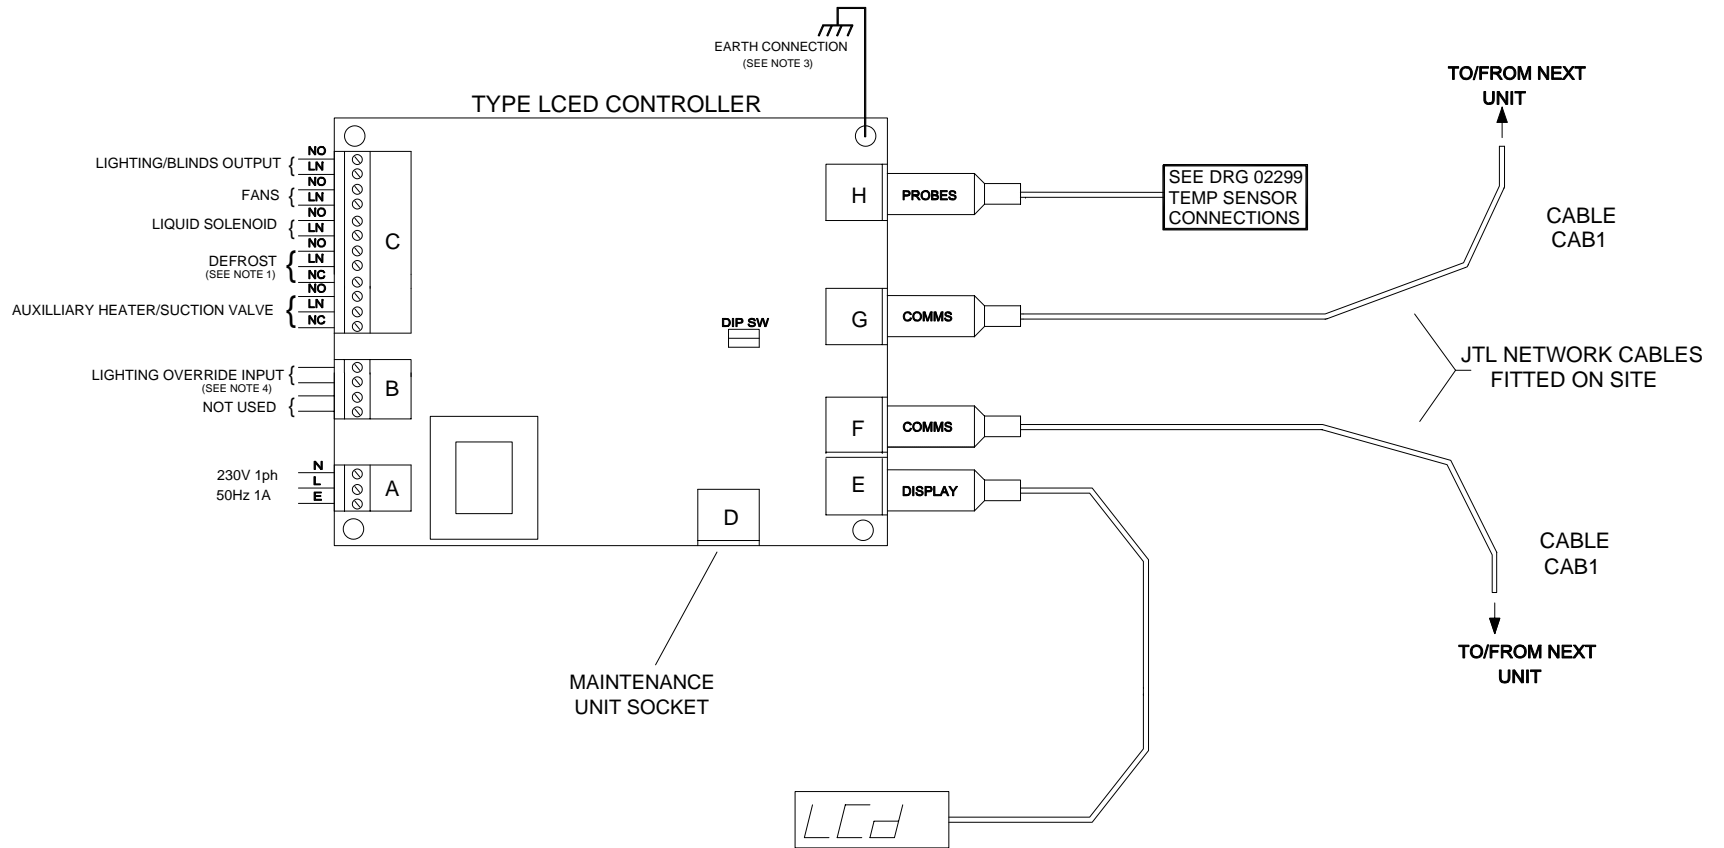 EARTH CONNECTION
(SEE NOTE 3)
TO/FROM NEXT
UNIT
TYPE LCED CONTROLLER
LIGHTING/BLINDS OUTPUT {
NO
LN
FANS {
NO
LN
LIQUID SOLENOID {
NO
LN
DEFROST {
(SEE NOTE 1)
NO
LN
NC
AUXILLIARY HEATER/SUCTION VALVE {
NO
LN
NC
C
LIGHTING OVERRIDE INPUT {
(SEE NOTE 4)
NOT USED {
B
230V 1ph
50Hz 1A
N
L
E
A
DIP SW
D
MAINTENANCE
UNIT SOCKET
H
PROBES
SEE DRG 02299
TEMP SENSOR
CONNECTIONS
G
COMMS
CABLE
CAB1
JTL NETWORK CABLES
FITTED ON SITE
F
COMMS
E
DISPLAY
CABLE
CAB1
TO/FROM NEXT
UNIT
LCd